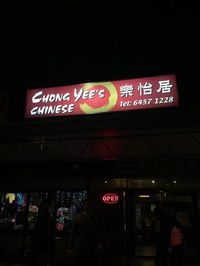 CHONG YEE'S
CHINESE
樂怡居
Tel: 6457 1228
OPEN